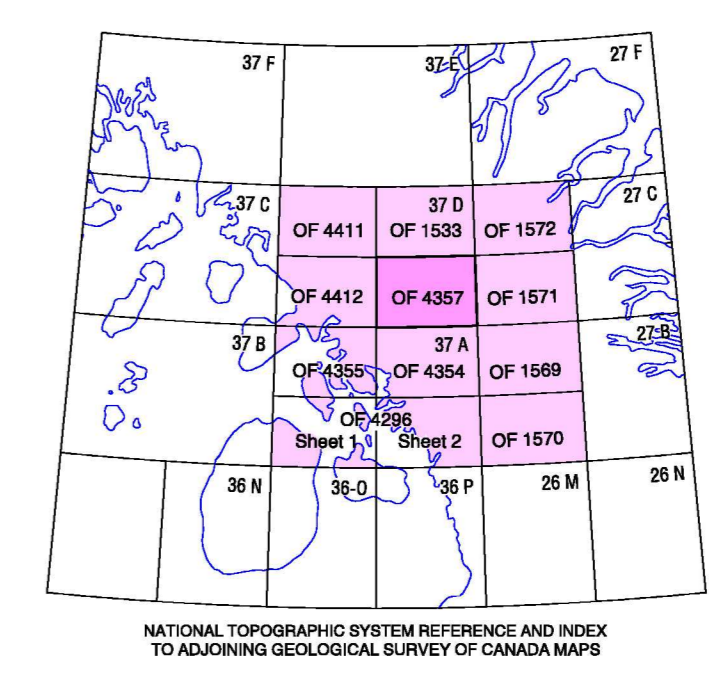 37 F
37 E
27 F
37 C
37 D
27 C
OF 4411
OF 1533
OF 1572
OF 4412
OF 4357
OF 1571
37 B
37 A
27 B
OF 4355
OF 4354
OF 1569
OF 4296
Sheet 1
Sheet 2
OF 1570
36 N
36-O
36 P
26 M
26 N
NATIONAL TOPOGRAPHIC SYSTEM REFERENCE AND INDEX
TO ADJOINING GEOLOGICAL SURVEY OF CANADA MAPS